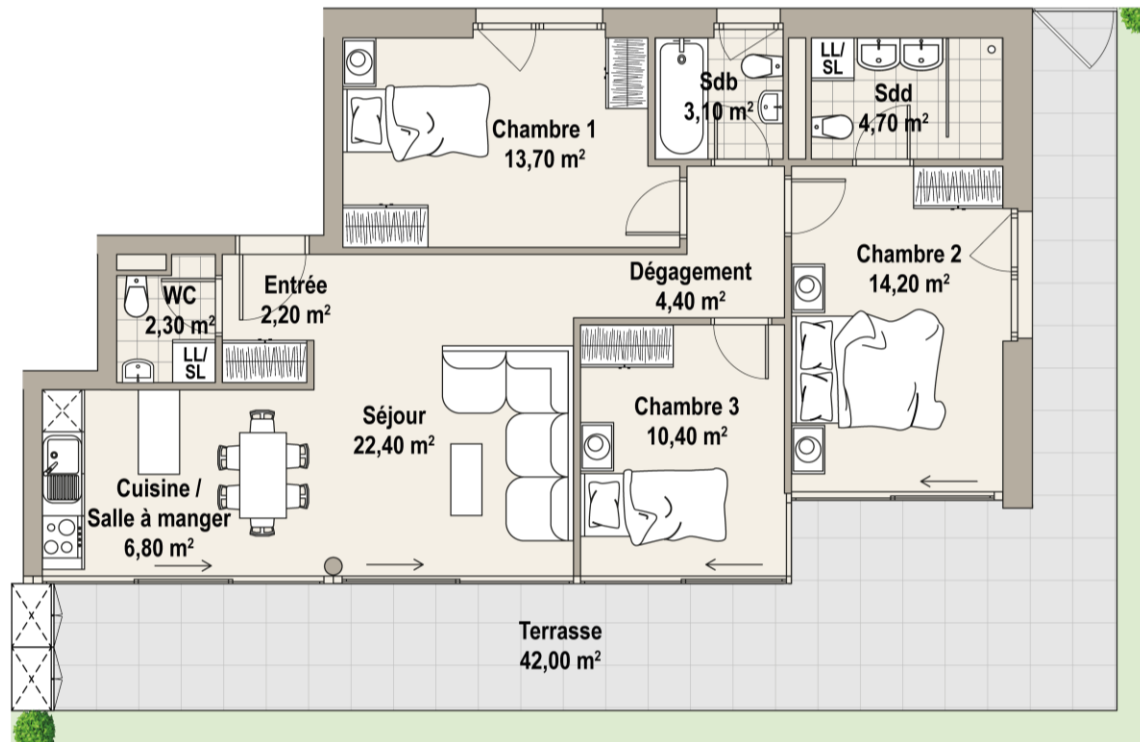 Chambre 1
13,70 m²
Sdb
3,10 m²
LL/
SL
Sdd
4,70 m²
Chambre 2
14,20 m²
Dégagement
4,40 m²
Entrée
2,20 m²
WC
2,30 m²
LL/
SL
Séjour
22,40 m²
Chambre 3
10,40 m²
Cuisine /
Salle à manger
6,80 m²
Terrasse
42,00 m²